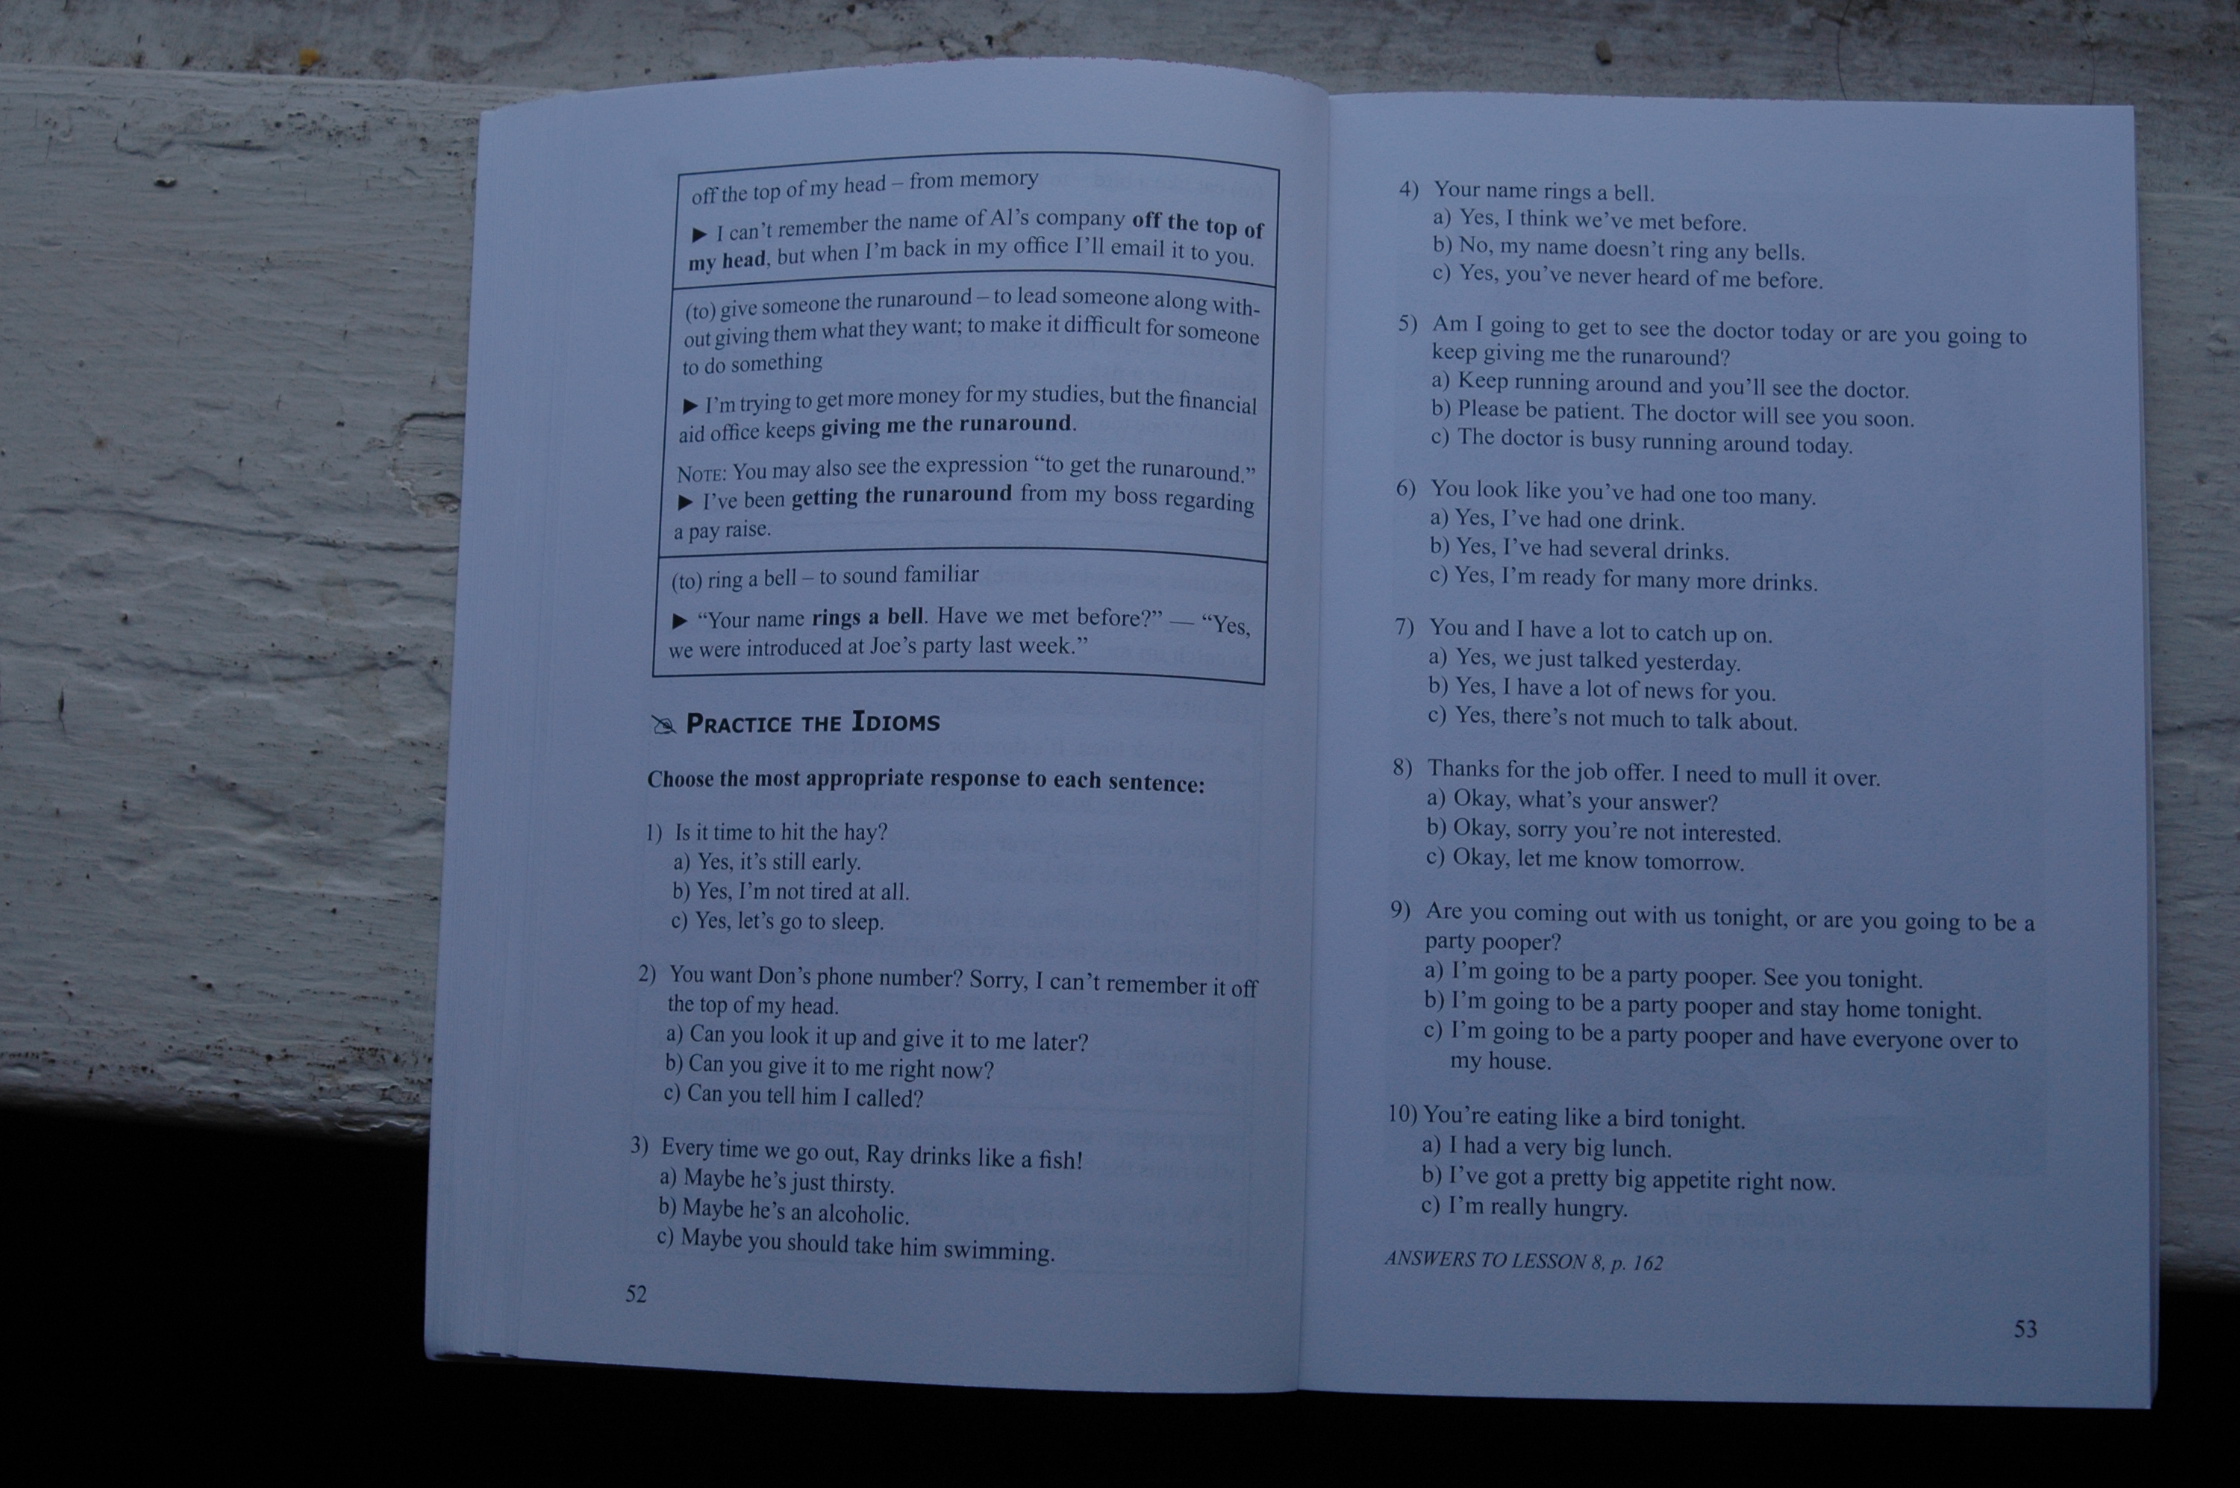 off the top of my head – from memory
► I can't remember the name of Al's company off the top of
my head, but when I'm back in my office I'll email it to you.
(to) give someone the runaround – to lead someone along with-
out giving them what they want; to make it difficult for someone
to do something
► I'm trying to get more money for my studies, but the financial
aid office keeps giving me the runaround.
NOTE: You may also see the expression “to get the runaround.”
► I've been getting the runaround from my boss regarding
a pay raise.
(to) ring a bell – to sound familiar
► “Your name rings a bell. Have we met before?” — “Yes,
we were introduced at Joe's party last week.”
PRACTICE THE IDIOMS
Choose the most appropriate response to each sentence:
1) Is it time to hit the hay?
a) Yes, it's still early.
b) Yes, I'm not tired at all.
c) Yes, let's go to sleep.
2) You want Don's phone number? Sorry, I can't remember it off
the top of my head.
a) Can you look it up and give it to me later?
b) Can you give it to me right now?
c) Can you tell him I called?
3) Every time we go out, Ray drinks like a fish!
a) Maybe he's just thirsty.
b) Maybe he's an alcoholic.
c) Maybe you should take him swimming.
52
4) Your name rings a bell.
a) Yes, I think we've met before.
b) No, my name doesn't ring any bells.
c) Yes, you've never heard of me before.
5) Am I going to get to see the doctor today or are you going to
keep giving me the runaround?
a) Keep running around and you'll see the doctor.
b) Please be patient. The doctor will see you soon.
c) The doctor is busy running around today.
6) You look like you've had one too many.
a) Yes, I've had one drink.
b) Yes, I've had several drinks.
c) Yes, I'm ready for many more drinks.
7) You and I have a lot to catch up on.
a) Yes, we just talked yesterday.
b) Yes, I have a lot of news for you.
c) Yes, there's not much to talk about.
8) Thanks for the job offer. I need to mull it over.
a) Okay, what's your answer?
b) Okay, sorry you're not interested.
c) Okay, let me know tomorrow.
9) Are you coming out with us tonight, or are you going to be a
party pooper?
a) I'm going to be a party pooper. See you tonight.
b) I'm going to be a party pooper and stay home tonight.
c) I'm going to be a party pooper and have everyone over to
my house.
10) You're eating like a bird tonight.
a) I had a very big lunch.
b) I've got a pretty big appetite right now.
c) I'm really hungry.
ANSWERS TO LESSON 8, p. 162
53